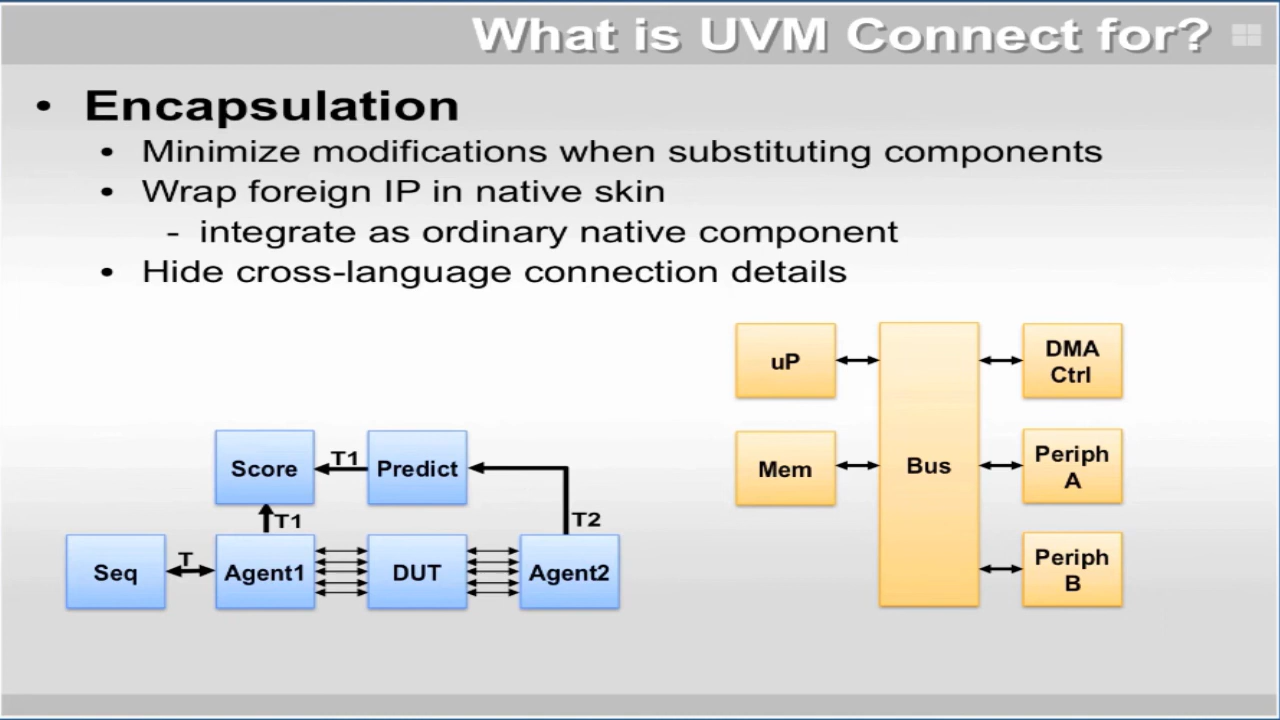 What is UVM Connect for?
• Encapsulation
• Minimize modifications when substituting components
• Wrap foreign IP in native skin
- integrate as ordinary native component
• Hide cross-language connection details
Score
T1
Predict
T1
T2
Seq
T
Agent1
DUT
Agent2
uP
Mem
Bus
DMA
Ctrl
Periph
A
Periph
B